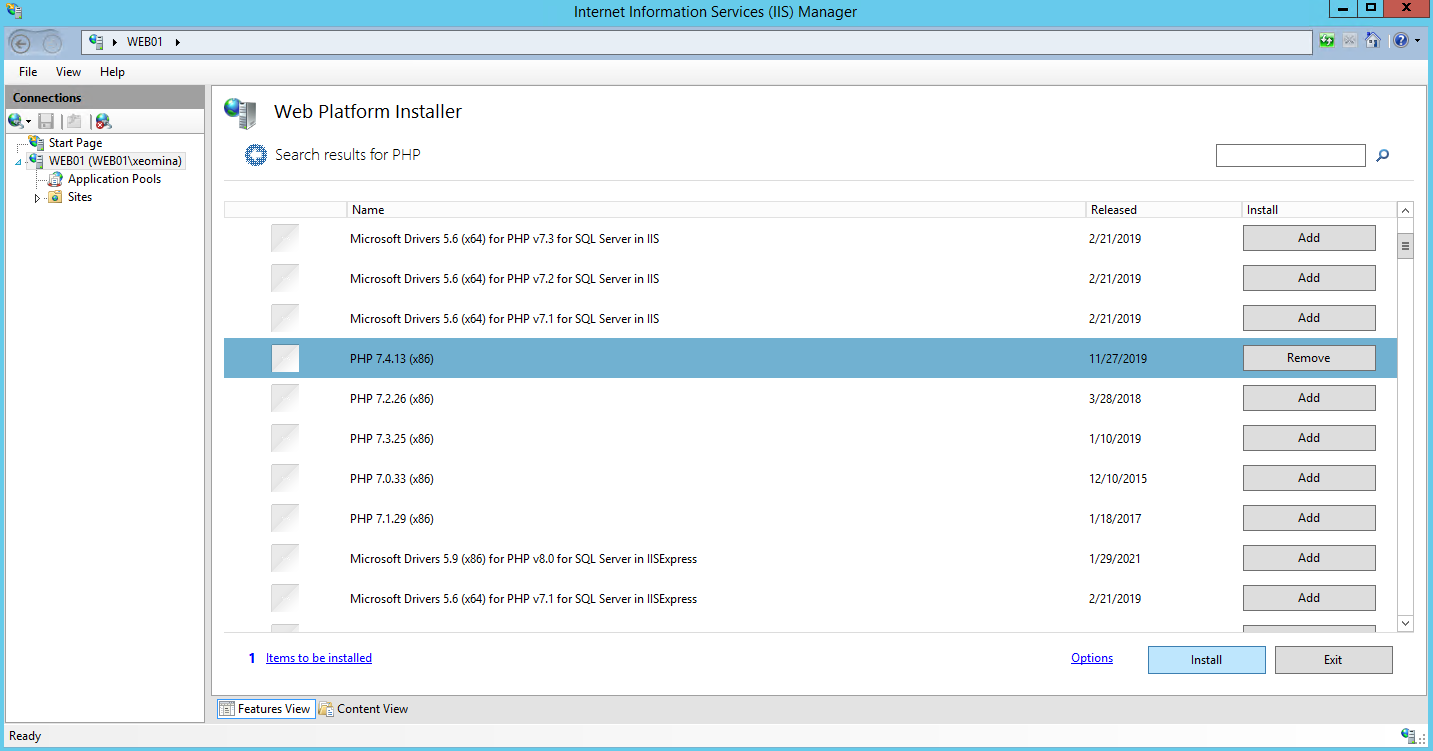 Internet Information Services (IIS) Manager
WEB01
File View Help
Connections
Start Page
WEB01 (WEB01\xeomina)
Application Pools
Sites
Web Platform Installer
Search results for PHP
Name Released Install
Microsoft Drivers 5.6 (x64) for PHP v7.3 for SQL Server in IIS 2/21/2019 Add
Microsoft Drivers 5.6 (x64) for PHP v7.2 for SQL Server in IIS 2/21/2019 Add
Microsoft Drivers 5.6 (x64) for PHP v7.1 for SQL Server in IIS 2/21/2019 Add
PHP 7.4.13 (x86) 11/27/2019 Remove
PHP 7.2.26 (x86) 3/28/2018 Add
PHP 7.3.25 (x86) 1/10/2019 Add
PHP 7.0.33 (x86) 12/10/2015 Add
PHP 7.1.29 (x86) 1/18/2017 Add
Microsoft Drivers 5.9 (x86) for PHP v8.0 for SQL Server in IISExpress 1/29/2021 Add
Microsoft Drivers 5.6 (x64) for PHP v7.1 for SQL Server in IISExpress 2/21/2019 Add
1 Items to be installed Options Install Exit
Features View Content View
Ready